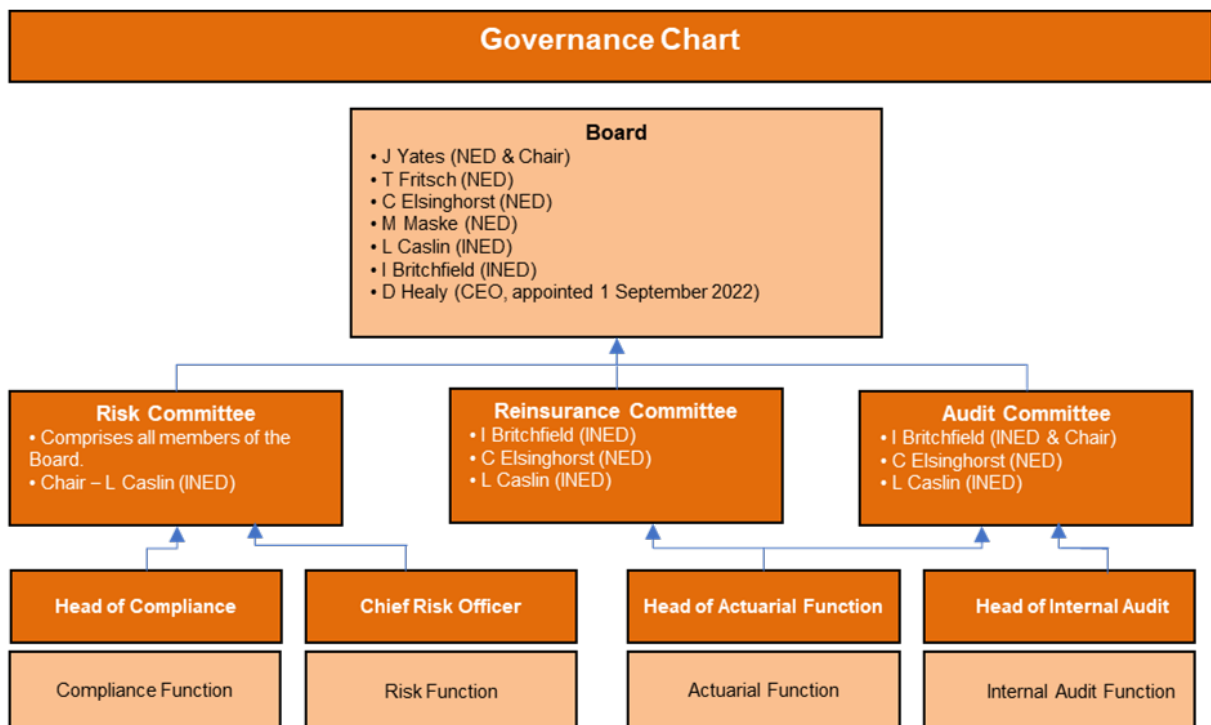 Governance Chart
Board
• J Yates (NED & Chair)
• T Fritsch (NED)
• C Elsinghorst (NED)
• M Maske (NED)
• L Caslin (INED)
• I Britchfield (INED)
• D Healy (CEO, appointed 1 September 2022)
Risk Committee
• Comprises all members of the
Board.
• Chair – L Caslin (INED)
Reinsurance Committee
• I Britchfield (INED)
• C Elsinghorst (NED)
• L Caslin (INED)
Audit Committee
• I Britchfield (INED & Chair)
• C Elsinghorst (NED)
• L Caslin (INED)
Head of Compliance
Chief Risk Officer
Head of Actuarial Function
Head of Internal Audit
Compliance Function
Risk Function
Actuarial Function
Internal Audit Function